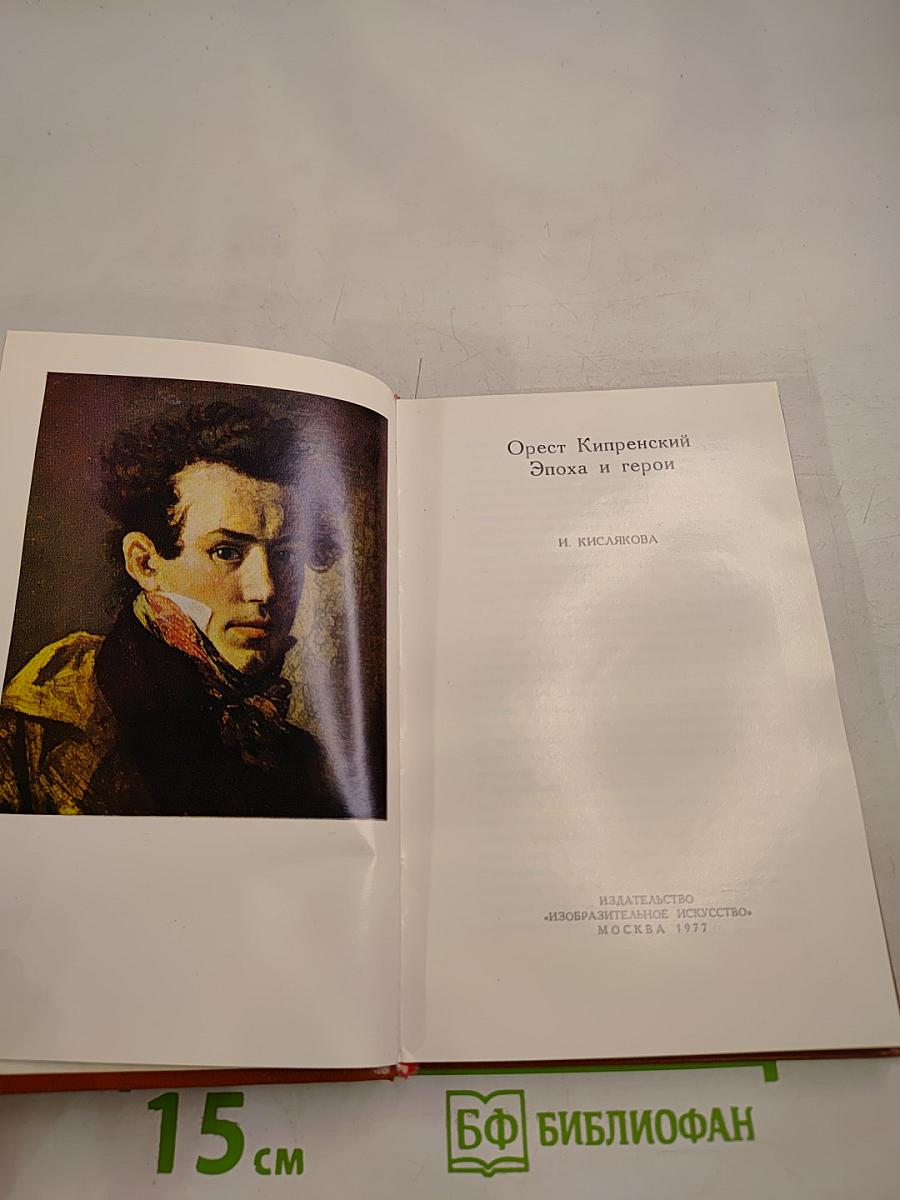 Орест Кипренский
Эпоха и герои
И. КИСЛЯКОВА
ИЗДАТЕЛЬСТВО
«ИЗОБРАЗИТЕЛЬНОЕ ИСКУССТВО»
МОСКВА 1977
15 см
БФ БИБЛИОФАН